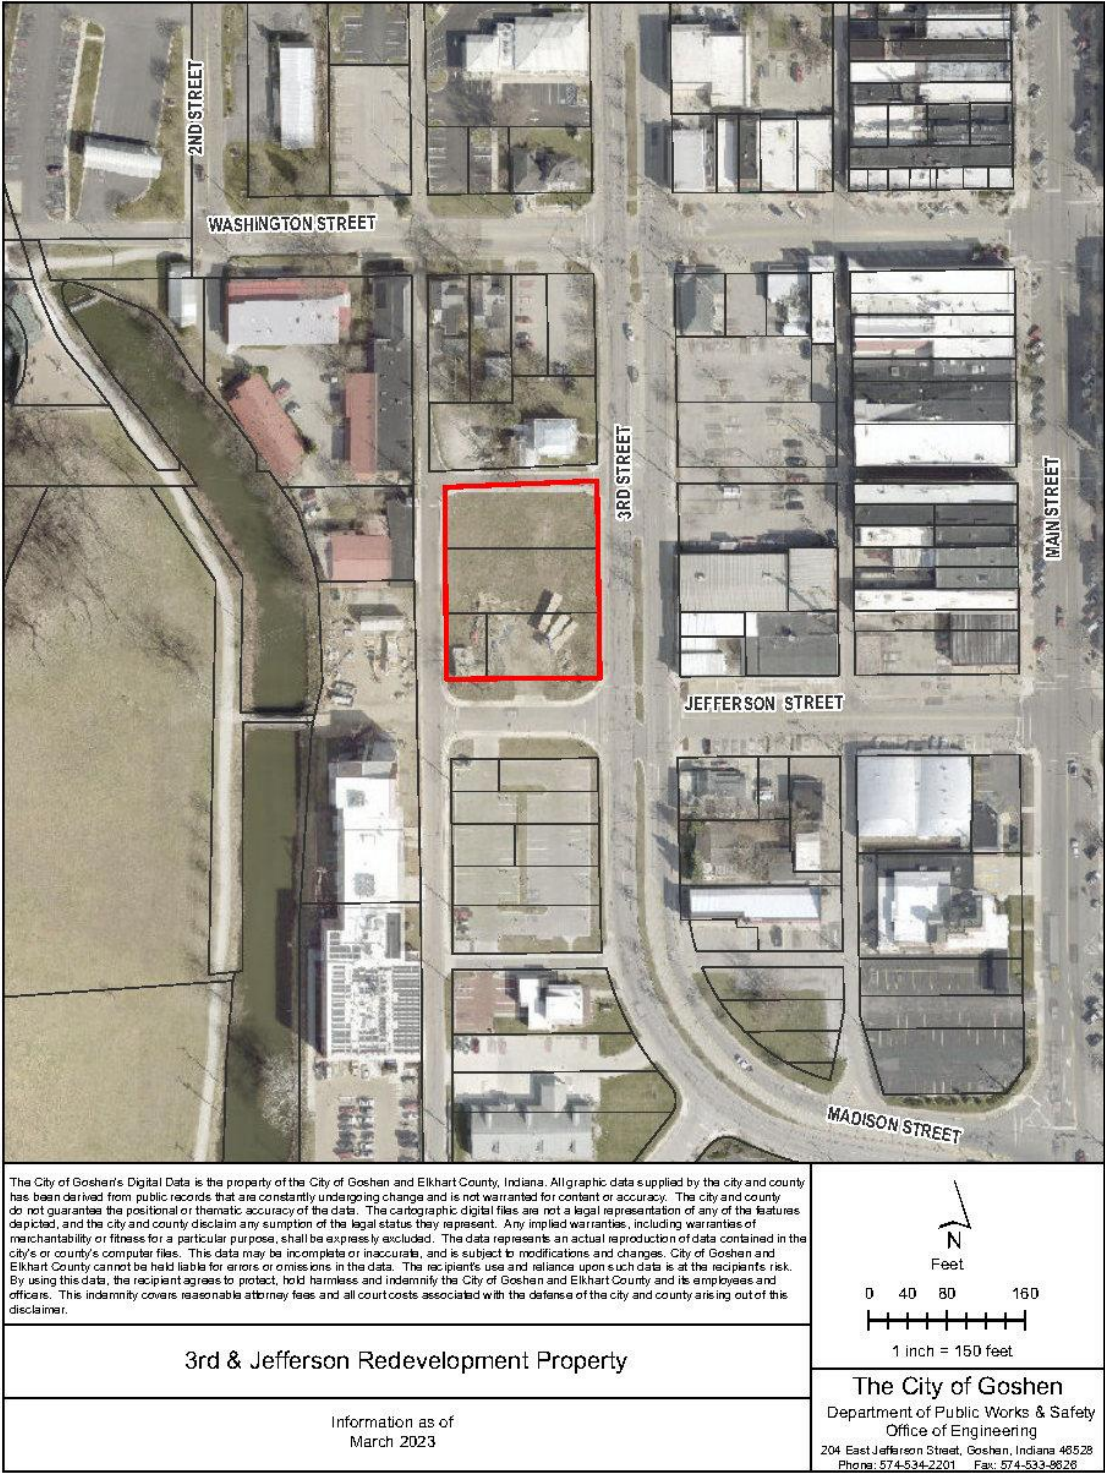 2ND STREET
WASHINGTON STREET
3RD STREET
MAIN STREET
JEFFERSON STREET
MADISON STREET
The City of Goshen's Digital Data is the property of the City of Goshen and Elkhart County, Indiana. All graphic data supplied by the city and county
has been derived from public records that are constantly undergoing change and is not warranted for content or accuracy. The city and county
do not guarantee the positional or thematic accuracy of the data. The cartographic digital files are not a legal representation of any of the features
depicted, and the city and county disclaim any sumption of the legal status they represent. Any implied warranties, including warranties of
merchantability or fitness for a particular purpose, shall be expressly excluded. The data represents an actual reproduction of data contained in the
city's or county's computer files. This data may be incomplete or inaccurate, and is subject to modifications and changes. City of Goshen and
Elkhart County cannot be held liable for errors or omissions in the data. The recipient's use and reliance upon such data is at the recipient's risk.
By using this data, the recipient agrees to protect, hold harmless and indemnify the City of Goshen and Elkhart County and its employees and
officers. This indemnity covers reasonable attorney fees and all court costs associated with the defense of the city and county arising out of this
disclaimer.
N
Feet
0 40 80 160
1 inch = 150 feet
3rd & Jefferson Redevelopment Property
Information as of
March 2023
The City of Goshen
Department of Public Works & Safety
Office of Engineering
204 East Jefferson Street, Goshen, Indiana 46528
Phone: 574-534-2201 Fax: 574-533-8626